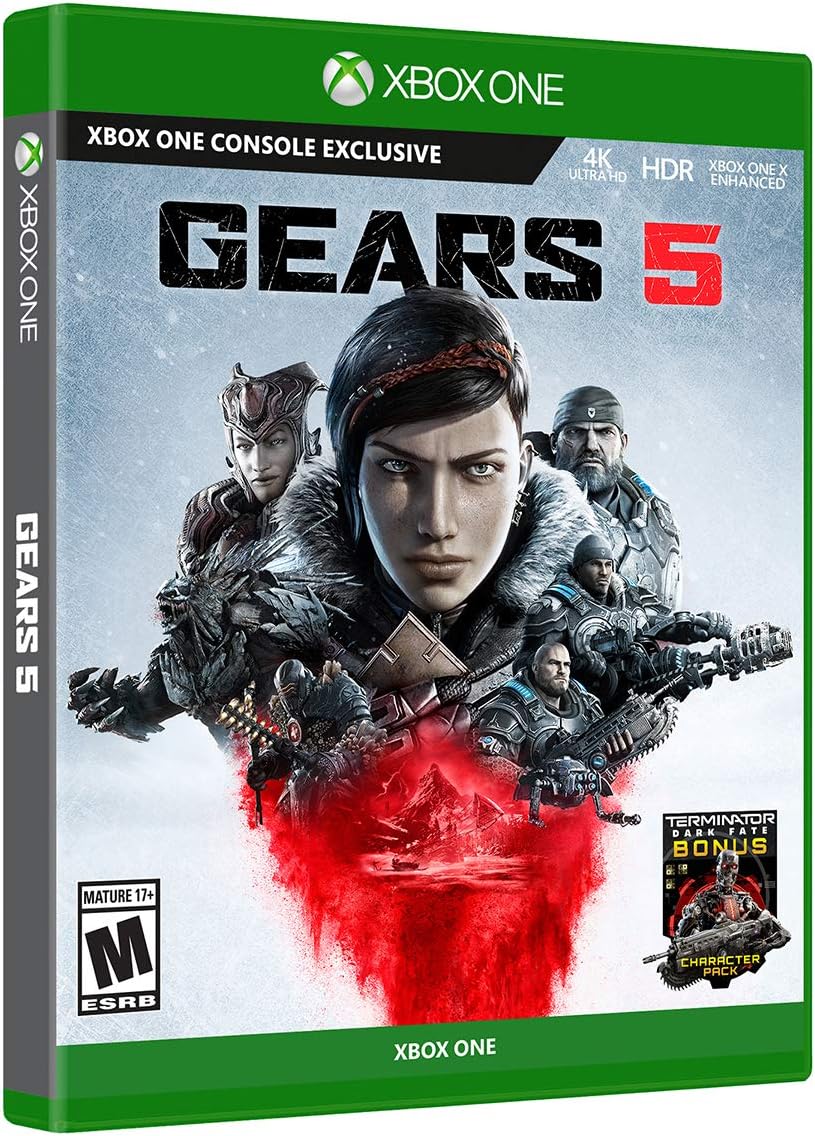 XBOX ONE
XBOX ONE CONSOLE EXCLUSIVE
4K
ULTRA HD
HDR
XBOX ONE X
ENHANCED
GEARS 5
XBOX ONE
GEARS 5
TERMINATOR
DARK FATE
BONUS
CHARACTER
PACK
MATURE 17+
M
ESRB
XBOX ONE